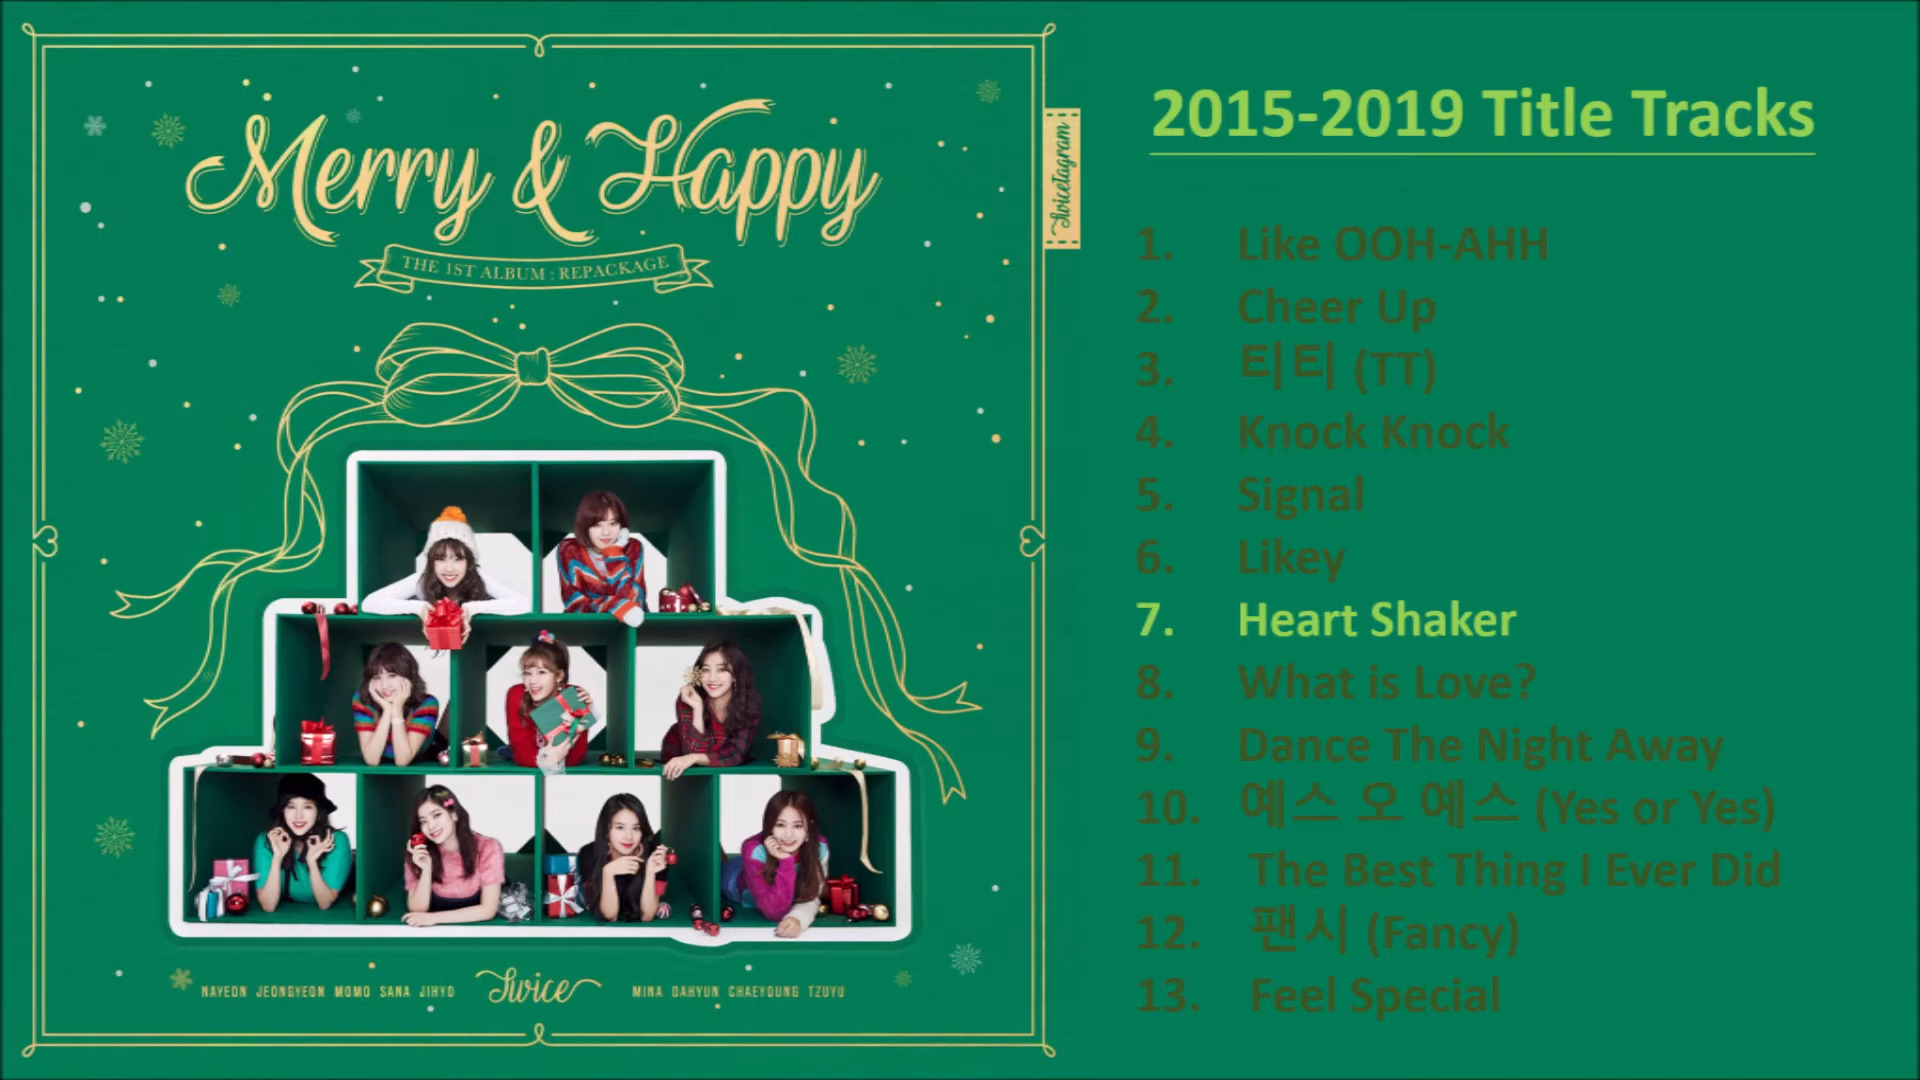 Merry & Happy
THE 1ST ALBUM : REPACKAGE
Twicetagram
NAYEON JEONGYEON MOMO SANA JIHYO
Twice
MINA DAHYUN CHAEYOUNG TZUYU
2015-2019 Title Tracks
1. Like OOH-AHH
2. Cheer Up
3. 티티 (TT)
4. Knock Knock
5. Signal
6. Likey
7. Heart Shaker
8. What is Love?
9. Dance The Night Away
10. 예스 오 예스 (Yes or Yes)
11. The Best Thing I Ever Did
12. 팬시 (Fancy)
13. Feel Special